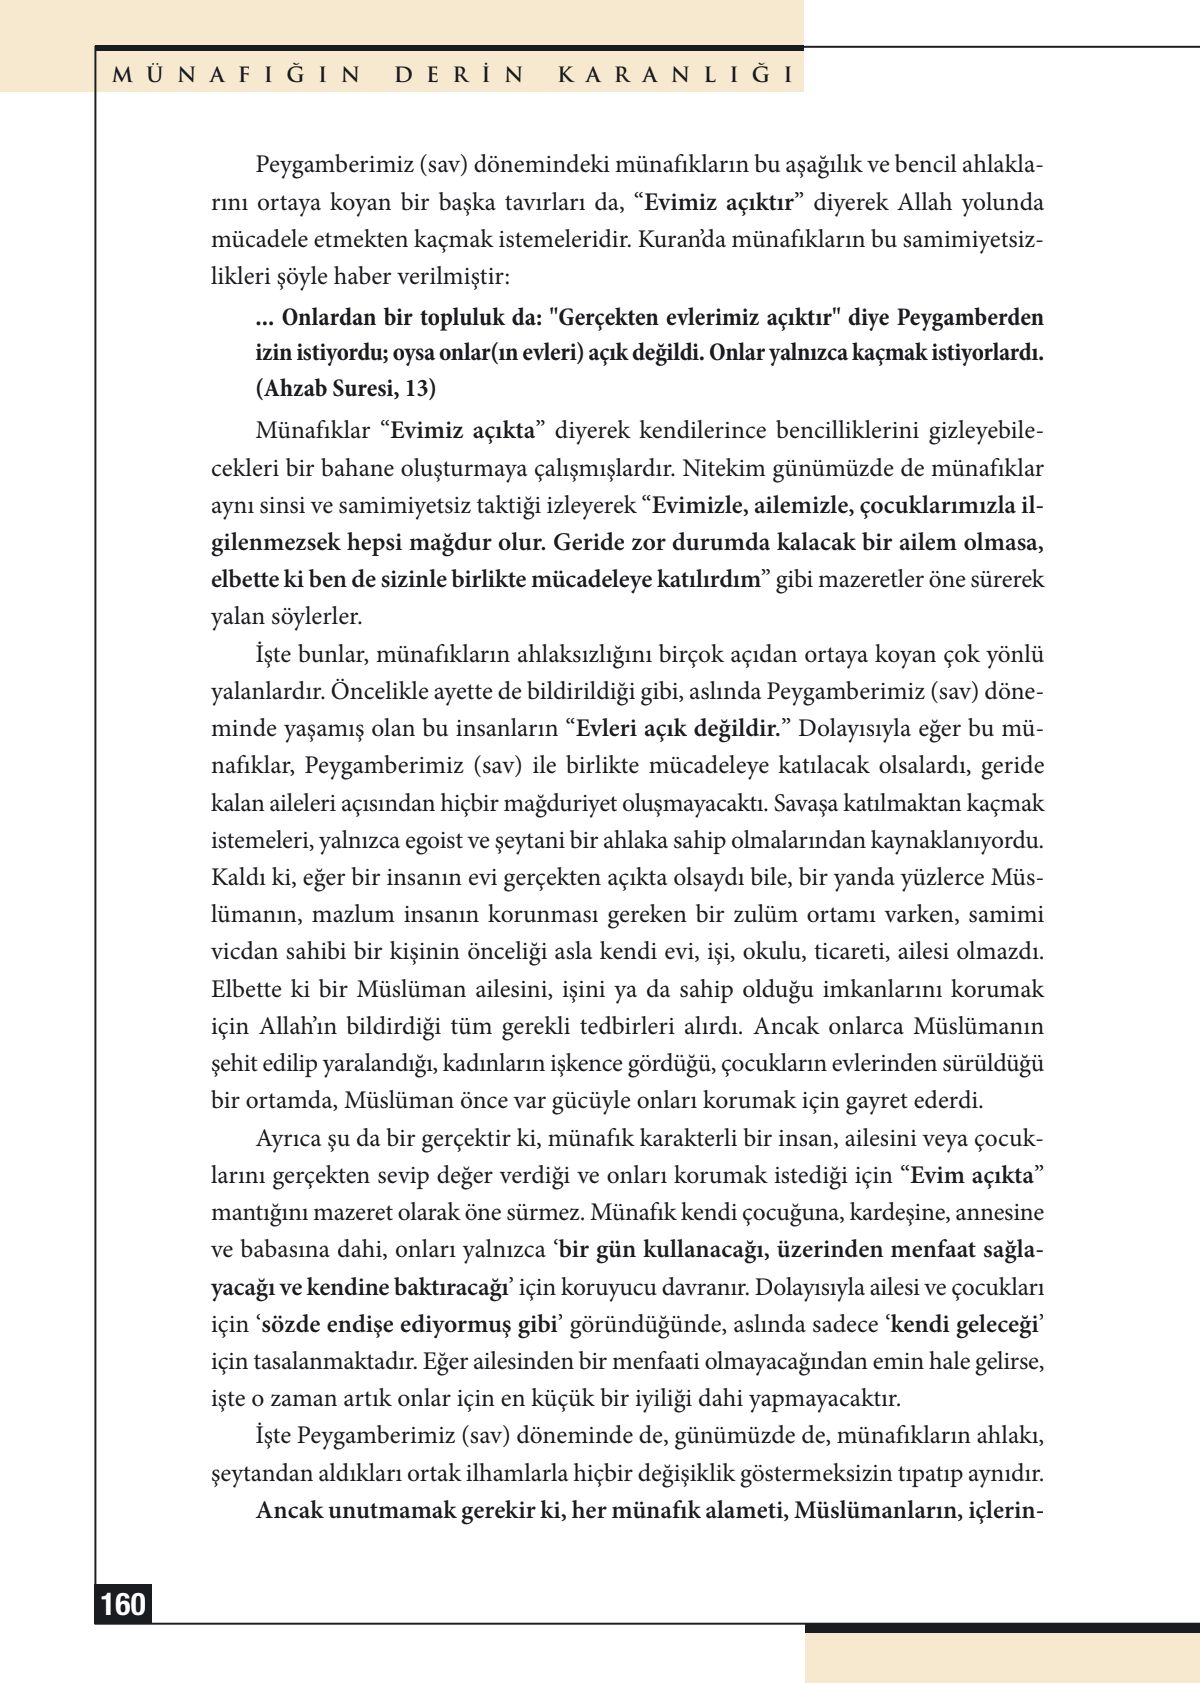 MÜNAFIĞIN DERİN KARANLIĞI
Peygamberimiz (sav) dönemindeki münafıkların bu aşağılık ve bencil ahlakla-
rını ortaya koyan bir başka tavırları da, “Evimiz açıktır” diyerek Allah yolunda
mücadele etmekten kaçmak istemeleridir. Kuran’da münafıkların bu samimiyetsiz-
likleri şöyle haber verilmiştir:
... Onlardan bir topluluk da: "Gerçekten evlerimiz açıktır" diye Peygamberden
izin istiyordu; oysa onlar(ın evleri) açık değildi. Onlar yalnızca kaçmak istiyorlardı.
(Ahzab Suresi, 13)
Münafıklar “Evimiz açıkta” diyerek kendilerince bencilliklerini gizleyebile-
cekleri bir bahane oluşturmaya çalışmışlardır. Nitekim günümüzde de münafıklar
aynı sinsi ve samimiyetsiz taktiği izleyerek “Evimizle, ailemizle, çocuklarımızla il-
gilenmezsek hepsi mağdur olur. Geride zor durumda kalacak bir ailem olmasa,
elbette ki ben de sizinle birlikte mücadeleye katılırdım” gibi mazeretler öne sürerek
yalan söylerler.
İşte bunlar, münafıkların ahlaksızlığını birçok açıdan ortaya koyan çok yönlü
yalanlardır. Öncelikle ayette de bildirildiği gibi, aslında Peygamberimiz (sav) döne-
minde yaşamış olan bu insanların “Evleri açık değildir.” Dolayısıyla eğer bu mü-
nafıklar, Peygamberimiz (sav) ile birlikte mücadeleye katılacak olsalardı, geride
kalan aileleri açısından hiçbir mağduriyet oluşmayacaktı. Savaşa katılmaktan kaçmak
istemeleri, yalnızca egoist ve şeytani bir ahlaka sahip olmalarından kaynaklanıyordu.
Kaldı ki, eğer bir insanın evi gerçekten açıkta olsaydı bile, bir yanda yüzlerce Müs-
lümanın, mazlum insanın korunması gereken bir zulüm ortamı varken, samimi
vicdan sahibi bir kişinin önceliği asla kendi evi, işi, okulu, ticareti, ailesi olmazdı.
Elbette ki bir Müslüman ailesini, işini ya da sahip olduğu imkanlarını korumak
için Allah’ın bildirdiği tüm gerekli tedbirleri alırdı. Ancak onlarca Müslümanın
şehit edilip yaralandığı, kadınların işkence gördüğü, çocukların evlerinden sürüldüğü
bir ortamda, Müslüman önce var gücüyle onları korumak için gayret ederdi.
Ayrıca şu da bir gerçektir ki, münafık karakterli bir insan, ailesini veya çocuk-
larını gerçekten sevip değer verdiği ve onları korumak istediği için “Evim açıkta”
mantığını mazeret olarak öne sürmez. Münafık kendi çocuğuna, kardeşine, annesine
ve babasına dahi, onları yalnızca ‘bir gün kullanacağı, üzerinden menfaat sağla-
yacağı ve kendine baktıracağı’ için koruyucu davranır. Dolayısıyla ailesi ve çocukları
için ‘sözde endişe ediyormuş gibi’ göründüğünde, aslında sadece ‘kendi geleceği’
için tasalanmaktadır. Eğer ailesinden bir menfaati olmayacağından emin hale gelirse,
işte o zaman artık onlar için en küçük bir iyiliği dahi yapmayacaktır.
İşte Peygamberimiz (sav) döneminde de, günümüzde de, münafıkların ahlakı,
şeytandan aldıkları ortak ilhamlarla hiçbir değişiklik göstermeksizin tıpatıp aynıdır.
Ancak unutmamak gerekir ki, her münafık alameti, Müslümanların, içlerin-
160